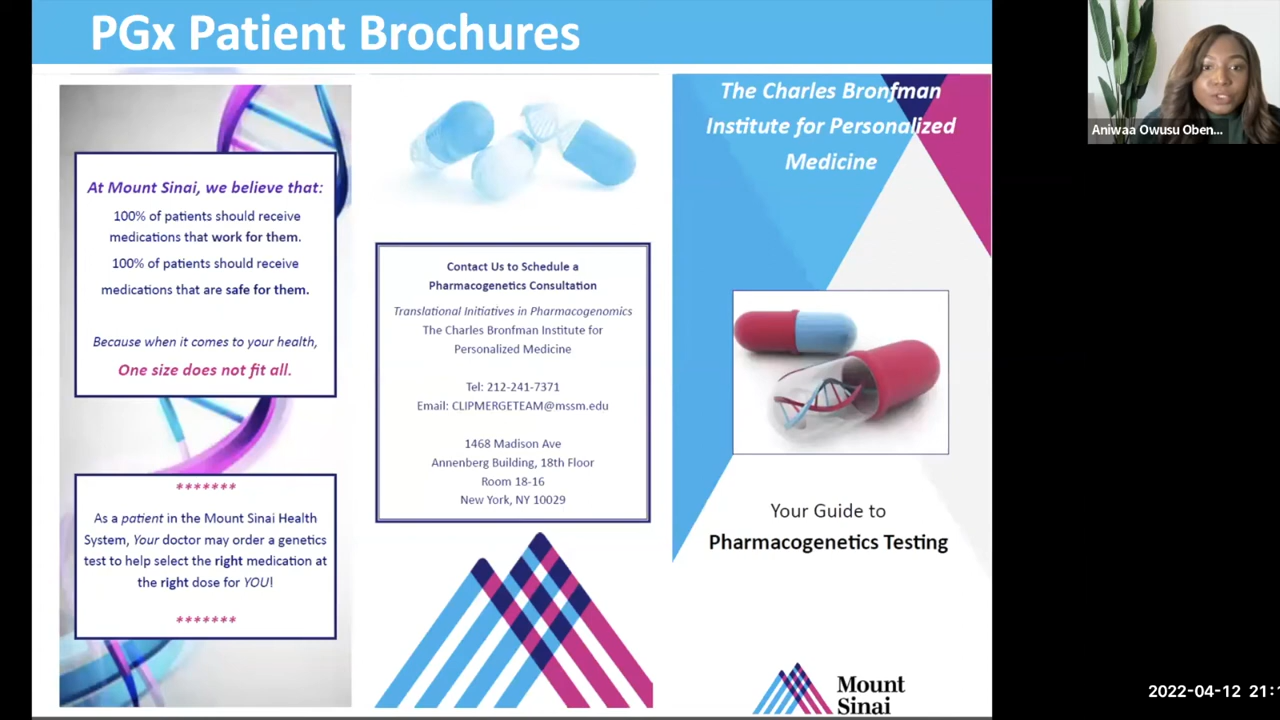 PGx Patient Brochures
At Mount Sinai, we believe that:
100% of patients should receive
medications that work for them.
100% of patients should receive
medications that are safe for them.
Because when it comes to your health,
One size does not fit all.
*******
As a patient in the Mount Sinai Health
System, Your doctor may order a genetics
test to help select the right medication at
the right dose for YOU!
*******
Contact Us to Schedule a
Pharmacogenetics Consultation
Translational Initiatives in Pharmacogenomics
The Charles Bronfman Institute for
Personalized Medicine
Tel: 212-241-7371
Email: CLIPMERGETEAM@mssm.edu
1468 Madison Ave
Annenberg Building, 18th Floor
Room 18-16
New York, NY 10029
The Charles Bronfman
Institute for Personalized
Medicine
Your Guide to
Pharmacogenetics Testing
Mount
Sinai
Aniwaa Owusu Oben...
2022-04-12 21: